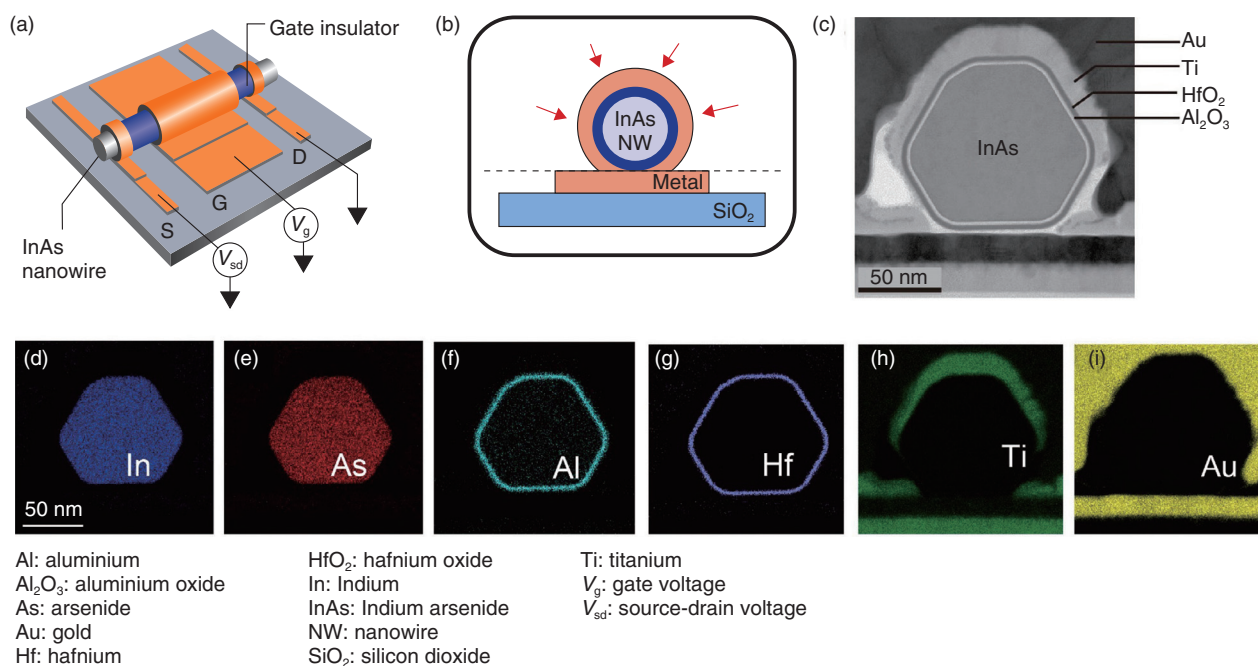 (a)
Gate insulator
D
G
S
V_g
V_sd
InAs
nanowire
(b)
InAs
NW
Metal
SiO₂
(c)
Au
Ti
HfO₂
Al₂O₃
InAs
50 nm
(d)
In
50 nm
(e)
As
(f)
Al
(g)
Hf
(h)
Ti
(i)
Au
Al: aluminium
Al₂O₃: aluminium oxide
As: arsenide
Au: gold
Hf: hafnium
HfO₂: hafnium oxide
In: Indium
InAs: Indium arsenide
NW: nanowire
SiO₂: silicon dioxide
Ti: titanium
V_g: gate voltage
V_sd: source-drain voltage